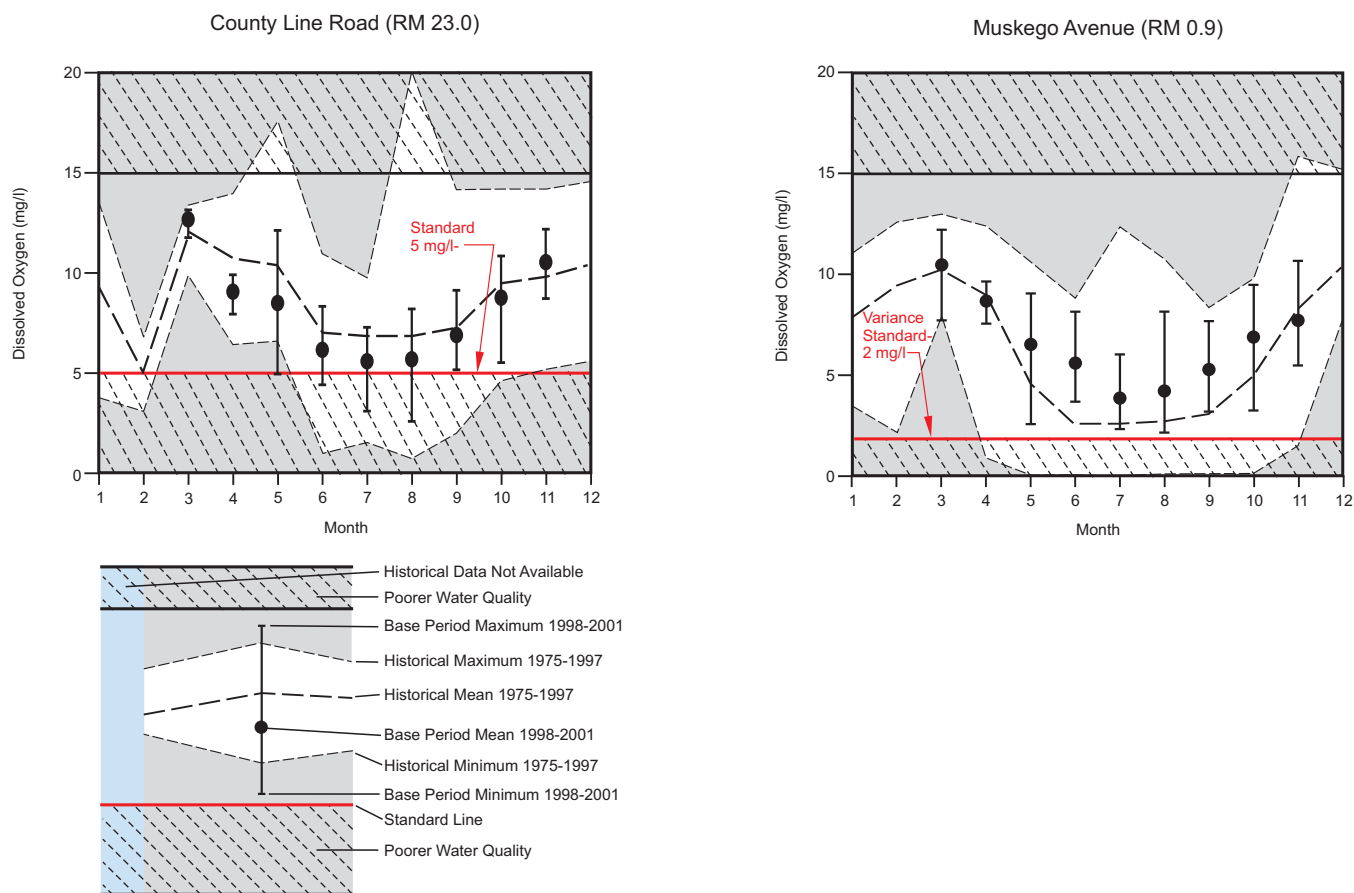 County Line Road (RM 23.0)
20
15
10
5
0
Dissolved Oxygen (mg/l)
Standard
5 mg/l-
1 2 3 4 5 6 7 8 9 10 11 12
Month
Muskego Avenue (RM 0.9)
20
15
10
5
0
Dissolved Oxygen (mg/l)
Variance
Standard-
2 mg/l
1 2 3 4 5 6 7 8 9 10 11 12
Month
Historical Data Not Available
Poorer Water Quality
Base Period Maximum 1998-2001
Historical Maximum 1975-1997
Historical Mean 1975-1997
Base Period Mean 1998-2001
Historical Minimum 1975-1997
Base Period Minimum 1998-2001
Standard Line
Poorer Water Quality